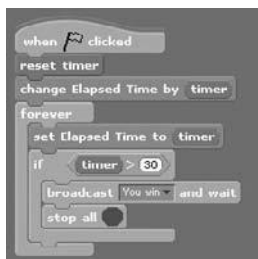 when clicked
reset timer
change Elapsed Time by timer
forever
set Elapsed Time to timer
if timer > 30
broadcast You win and wait
stop all